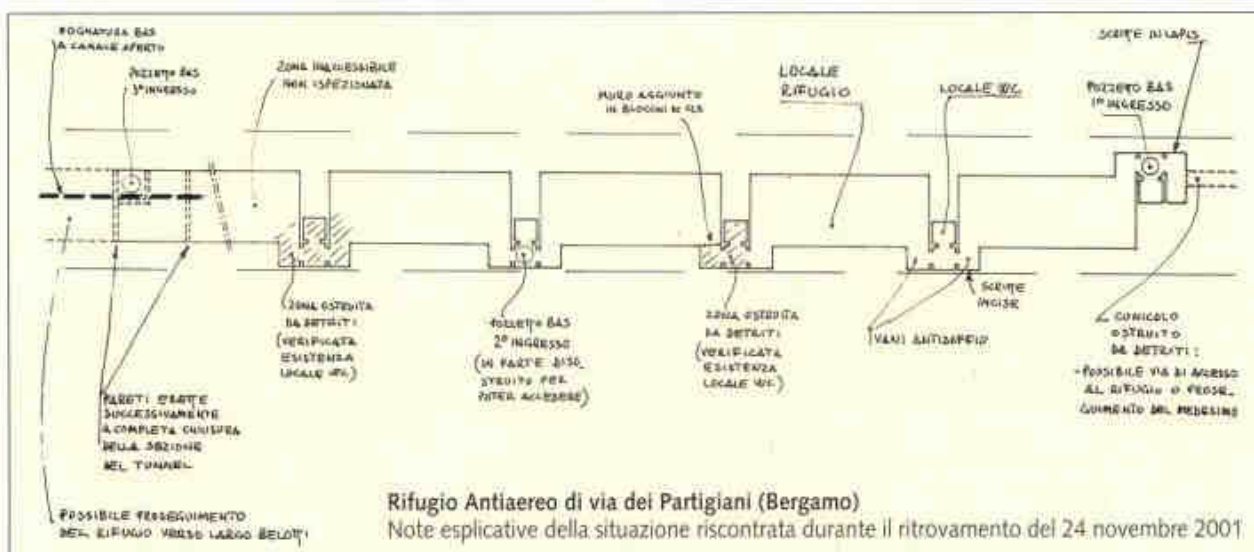 FOGNATURA BAS
A CANALE APERTO
POZZETTO BAS
3° INGRESSO
ZONA INACCESSIBILE
NON ISPEZIONATA
MURO AGGIUNTO
IN BLOCCHI DI CLS
LOCALE
RIFUGIO
LOCALE WC
SCRITTE IN LAPIS
POZZETTO BAS
1° INGRESSO
ZONA OSTRUITA
DA DETRITI
(VERIFICATA
ESISTENZA
LOCALE WC)
POZZETTO BAS
2° INGRESSO
(IN PARTE DISO
STRUITO PER
POTER ACCEDERE)
ZONA OSTRUITA
DA DETRITI
(VERIFICATA
ESISTENZA
LOCALE WC)
VANI ANTISOFFIO
SCRITTE
INCISE
CUNICOLO
OSTRUITO
DA DETRITI:
-POSSIBILE VIA DI ACCESSO
AL RIFUGIO O PROSE-
GUIMENTO DEL MEDESIMO
PARETI ERETTE
SUCCESSIVAMENTE
A COMPLETA CHIUSURA
DELLA SEZIONE
DEL TUNNEL
POSSIBILE PROSEGUIMENTO
DEL RIFUGIO VERSO LARGO BELOTTI
Rifugio Antiaereo di via dei Partigiani (Bergamo)
Note esplicative della situazione riscontrata durante il ritrovamento del 24 novembre 2001